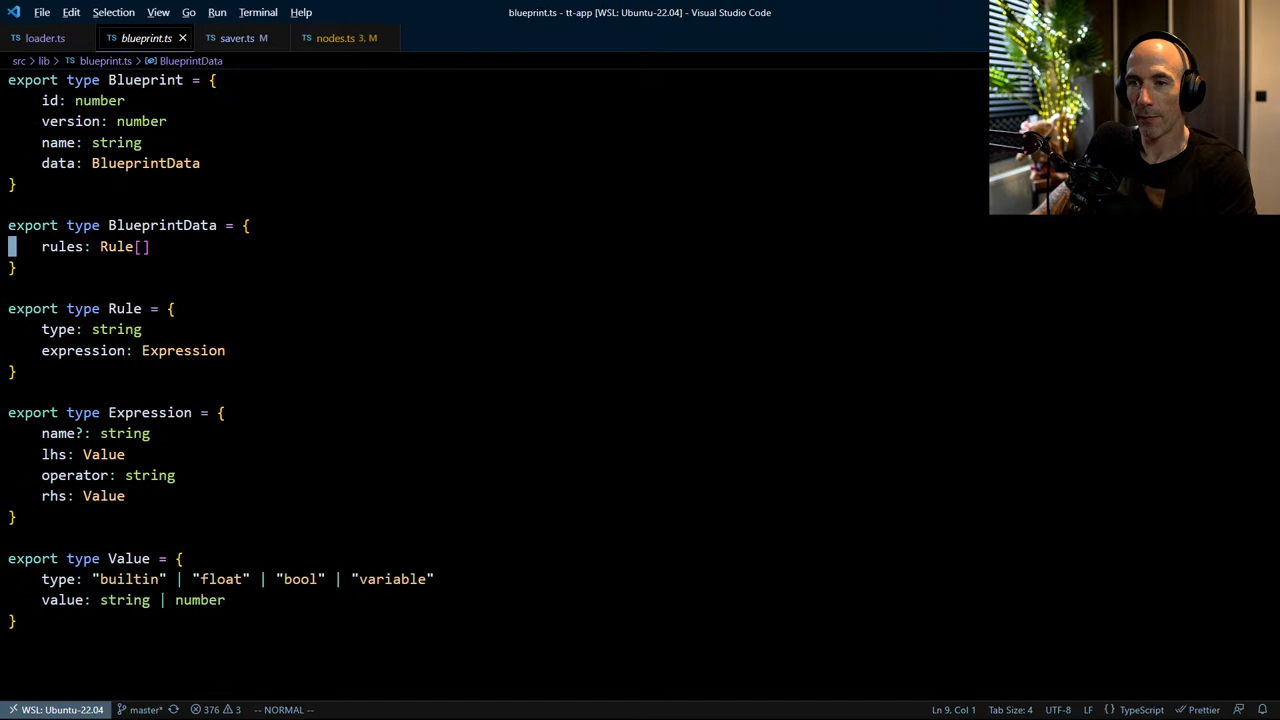 File Edit Selection View Go Run Terminal Help
blueprint.ts - tt-app [WSL: Ubuntu-22.04] - Visual Studio Code
TS loader.ts TS blueprint.ts × TS saver.ts M TS nodes.ts 3, M
src > lib > TS blueprint.ts > BlueprintData
export type Blueprint = {
    id: number
    version: number
    name: string
    data: BlueprintData
}
export type BlueprintData = {
    rules: Rule[]
}
export type Rule = {
    type: string
    expression: Expression
}
export type Expression = {
    name?: string
    lhs: Value
    operator: string
    rhs: Value
}
export type Value = {
    type: "builtin" | "float" | "bool" | "variable"
    value: string | number
}
WSL: Ubuntu-22.04 master* 376 3 -- NORMAL -- Ln 9, Col 1 Tab Size: 4 UTF-8 LF {} TypeScript Prettier